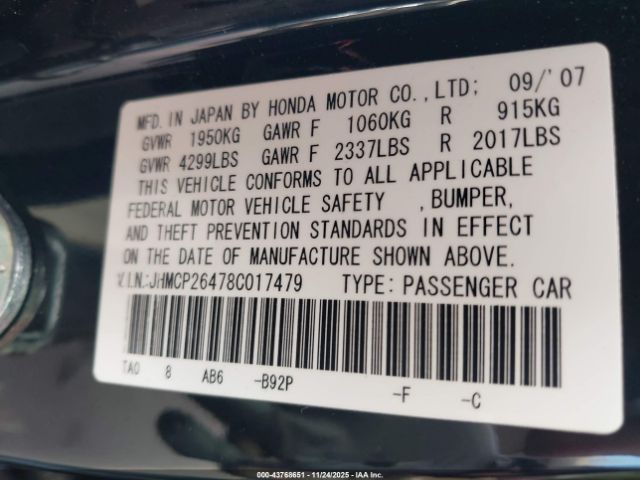 MFD. IN JAPAN BY HONDA MOTOR CO.,LTD; 09/'07
GVWR 1950KG GAWR F 1060KG R 915KG
GVWR 4299LBS GAWR F 2337LBS R 2017LBS
THIS VEHICLE CONFORMS TO ALL APPLICABLE
FEDERAL MOTOR VEHICLE SAFETY ,BUMPER,
AND THEFT PREVENTION STANDARDS IN EFFECT
ON THE DATE OF MANUFACTURE SHOWN ABOVE.
V.I.N.:JHMCP26478C017479 TYPE: PASSENGER CAR
TA0 8 AB6 -B92P -F -C
000-43768651 - 11/24/2025 - IAA Inc.